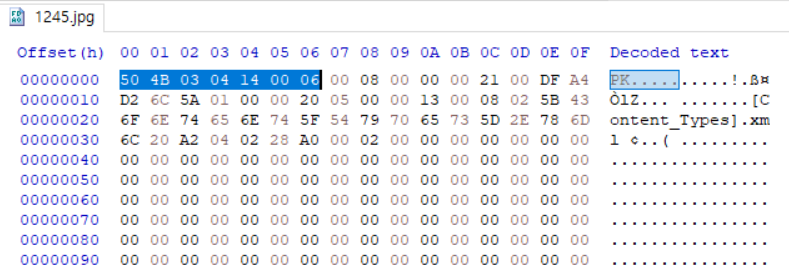 1245.jpg
Offset(h) 00 01 02 03 04 05 06 07 08 09 0A 0B 0C 0D 0E 0F Decoded text
00000000 50 4B 03 04 14 00 06 00 08 00 00 00 21 00 DF A4 PK..........!.ß¤
00000010 D2 6C 5A 01 00 00 20 05 00 00 13 00 08 02 5B 43 ÒlZ... .......[C
00000020 6F 6E 74 65 6E 74 5F 54 79 70 65 73 5D 2E 78 6D ontent_Types].xm
00000030 6C 20 A2 04 02 28 A0 00 02 00 00 00 00 00 00 00 l ¢..( .........
00000040 00 00 00 00 00 00 00 00 00 00 00 00 00 00 00 00 ................
00000050 00 00 00 00 00 00 00 00 00 00 00 00 00 00 00 00 ................
00000060 00 00 00 00 00 00 00 00 00 00 00 00 00 00 00 00 ................
00000070 00 00 00 00 00 00 00 00 00 00 00 00 00 00 00 00 ................
00000080 00 00 00 00 00 00 00 00 00 00 00 00 00 00 00 00 ................
00000090 00 00 00 00 00 00 00 00 00 00 00 00 00 00 00 00 ................